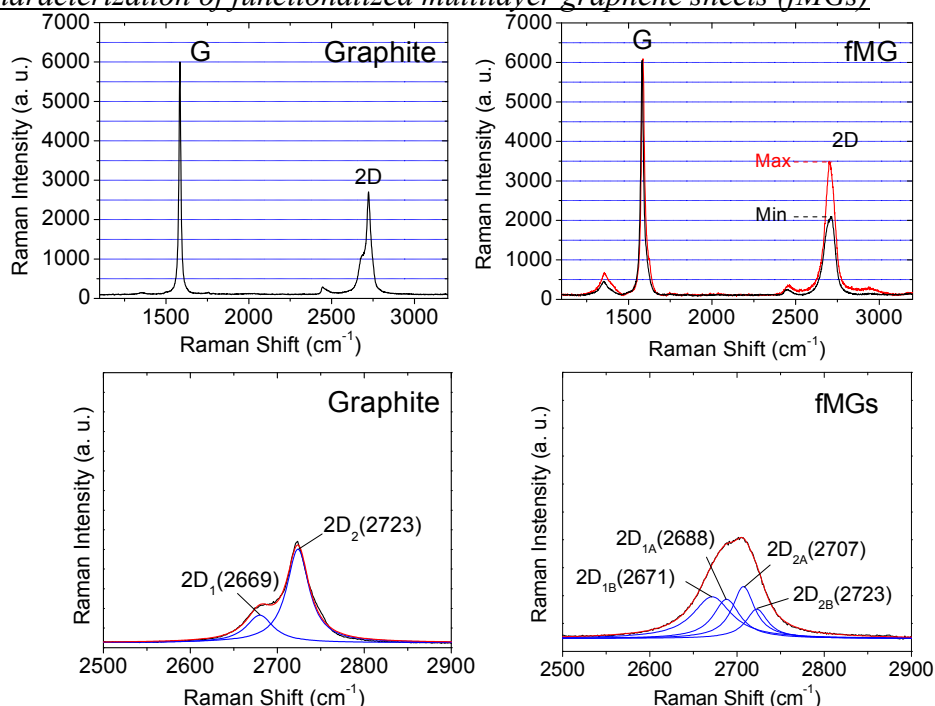 aracterization of functionalized multilayer graphene sheets (fMGs)
7000
6000
5000
4000
3000
2000
1000
0
Raman Intensity (a. u.)
G
Graphite
2D
1500 2000 2500 3000
Raman Shift (cm⁻¹)
7000
6000
5000
4000
3000
2000
1000
0
Raman Intensity (a. u.)
G
fMG
2D
Max
Min
1500 2000 2500 3000
Raman Shift (cm⁻¹)
Raman Intensity (a. u.)
Graphite
2D₂(2723)
2D₁(2669)
2500 2600 2700 2800 2900
Raman Shift (cm⁻¹)
Raman Instensity (a. u.)
fMGs
2D1A(2688)
2D1B(2671)
2D2A(2707)
2D2B(2723)
2500 2600 2700 2800 2900
Raman Shift (cm⁻¹)